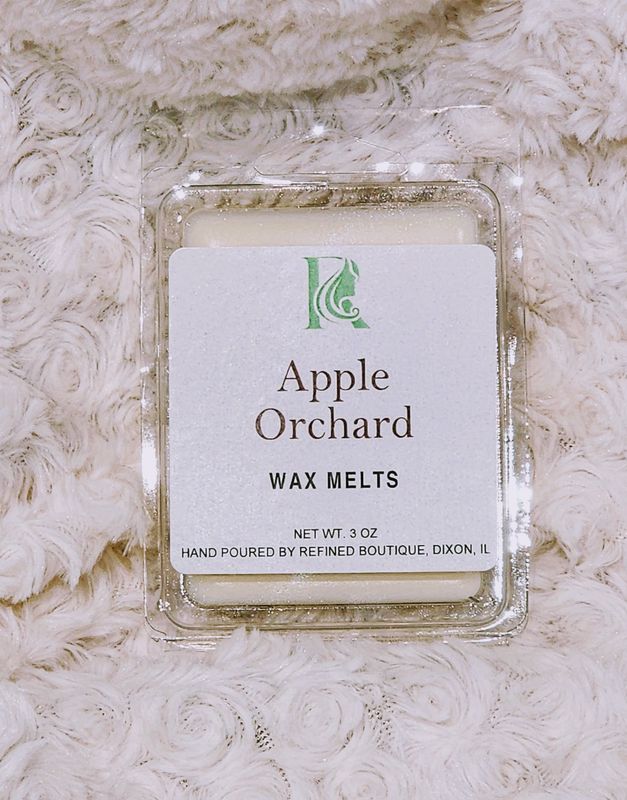 R
Apple
Orchard
WAX MELTS
NET WT. 3 OZ
HAND POURED BY REFINED BOUTIQUE, DIXON, IL